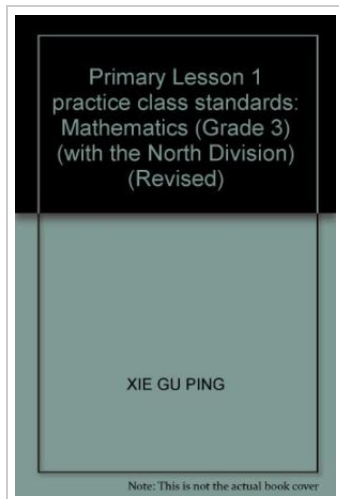 Primary Lesson 1
practice class standards:
Mathematics (Grade 3)
(with the North Division)
(Revised)
XIE GU PING
Note: This is not the actual book cover